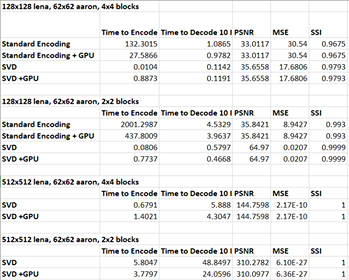 128x128 lena, 62x62 aaron, 4x4 blocks
Time to Encode Time to Decode 10 I PSNR MSE SSI
Standard Encoding 132.3015 1.0865 33.0117 30.54 0.9675
Standard Encoding + GPU 27.5866 0.9782 33.0117 30.54 0.9675
SVD 0.0104 0.1142 35.6558 17.6806 0.9793
SVD +GPU 0.8873 0.1191 35.6558 17.6806 0.9793
128x128 lena, 62x62 aaron, 2x2 blocks
Time to Encode Time to Decode 10 I PSNR MSE SSI
Standard Encoding 2001.2987 4.5329 35.8421 8.9427 0.993
Standard Encoding + GPU 437.8009 3.9637 35.8421 8.9427 0.993
SVD 0.0806 0.5797 64.97 0.0207 0.9999
SVD +GPU 0.7737 0.4668 64.97 0.0207 0.9999
512x512 lena, 62x62 aaron, 4x4 blocks
Time to Encode Time to Decode 10 I PSNR MSE SSI
SVD 0.6791 5.888 144.7598 2.17E-10 1
SVD +GPU 1.4021 4.3047 144.7598 2.17E-10 1
512x512 lena, 62x62 aaron, 2x2 blocks
Time to Encode Time to Decode 10 I PSNR MSE SSI
SVD 5.8047 48.8497 310.2782 6.10E-27 1
SVD +GPU 3.7797 24.0596 310.0977 6.36E-27 1